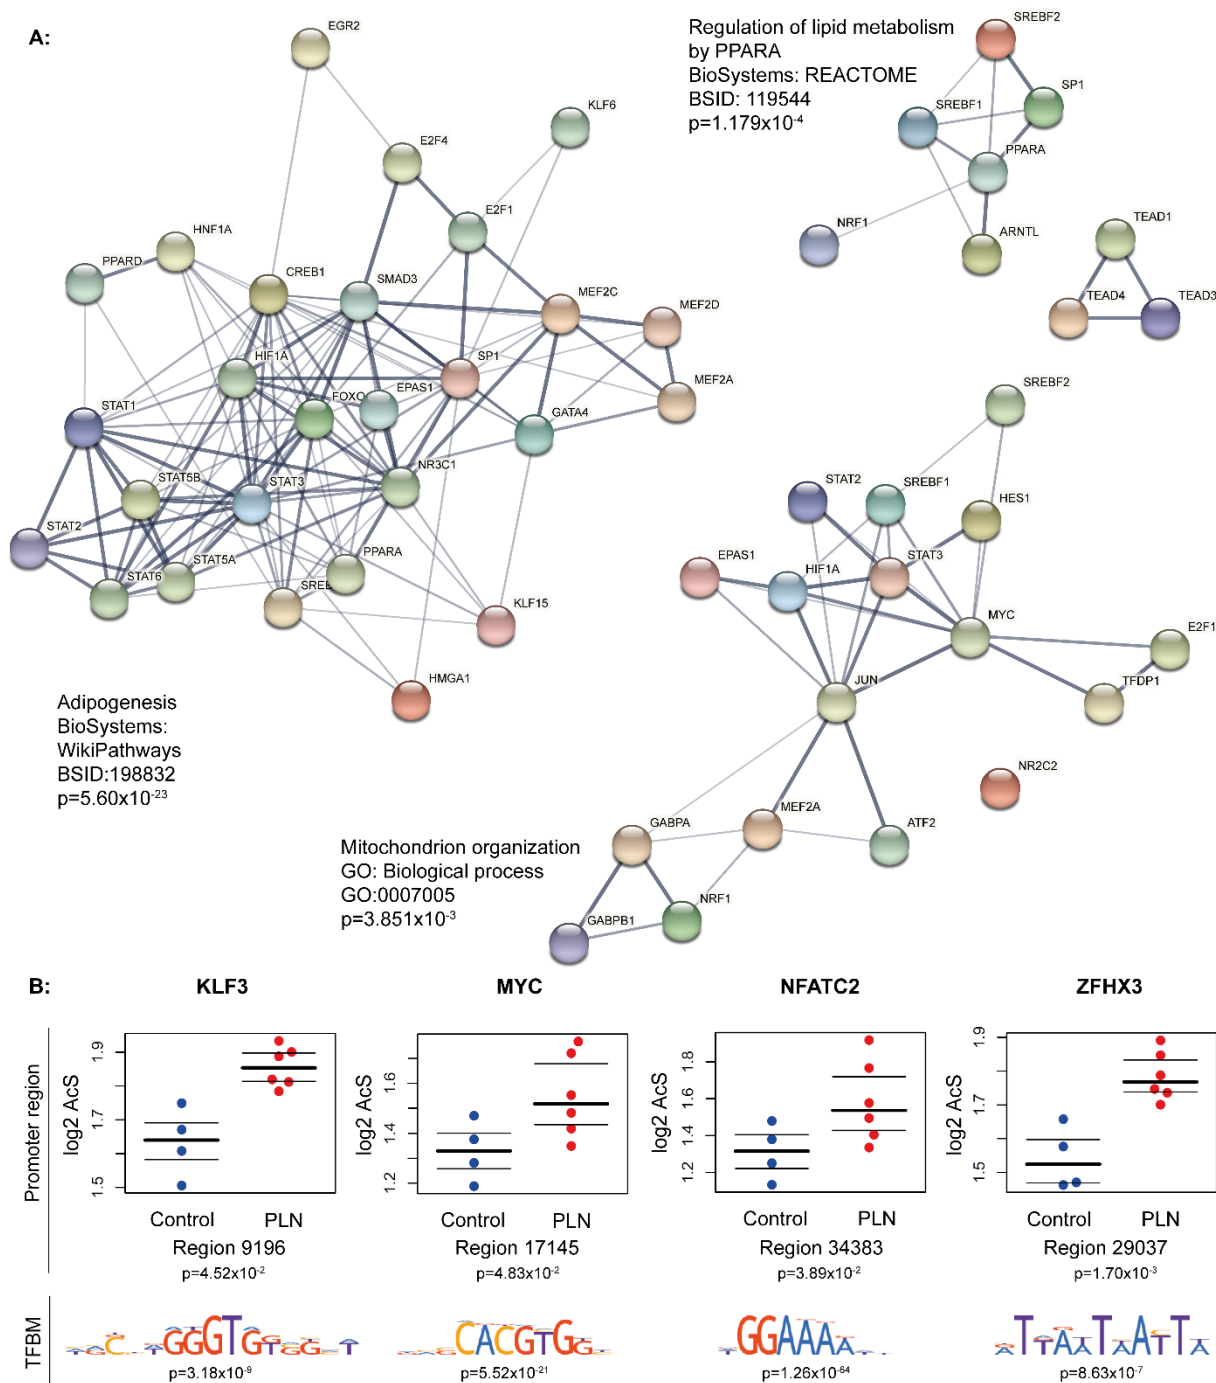 A:
EGR2
KLF6
E2F4
E2F1
HNF1A
PPARD
CREB1
SMAD3
MEF2C
MEF2D
HIF1A
SP1
MEF2A
FOXO
EPAS1
STAT1
GATA4
NR3C1
STAT5B
STAT3
STAT2
STAT5A
PPARA
STAT6
SREB
KLF15
HMGA1
Adipogenesis
BioSystems:
WikiPathways
BSID:198832
p=5.60x10-23
Regulation of lipid metabolism
by PPARA
BioSystems: REACTOME
BSID: 119544
p=1.179x10-4
SREBF2
SP1
SREBF1
PPARA
NRF1
ARNTL
TEAD1
TEAD4
TEAD3
SREBF2
STAT2
SREBF1
HES1
EPAS1
HIF1A
STAT3
MYC
E2F1
JUN
TFDP1
NR2C2
MEF2A
GABPA
ATF2
NRF1
GABPB1
Mitochondrion organization
GO: Biological process
GO:0007005
p=3.851x10-3
B:
KLF3
MYC
NFATC2
ZFHX3
Promoter region
log2 AcS
1.9
1.7
1.5
Control
PLN
Region 9196
p=4.52x10-2
log2 AcS
1.6
1.4
1.2
Control
PLN
Region 17145
p=4.83x10-2
log2 AcS
1.8
1.6
1.4
1.2
Control
PLN
Region 34383
p=3.89x10-2
log2 AcS
1.9
1.7
1.5
Control
PLN
Region 29037
p=1.70x10-3
TFBM
GGGTG
p=3.18x10-9
CACGTG
p=5.52x10-21
GGAAA
p=1.26x10-64
p=8.63x10-7